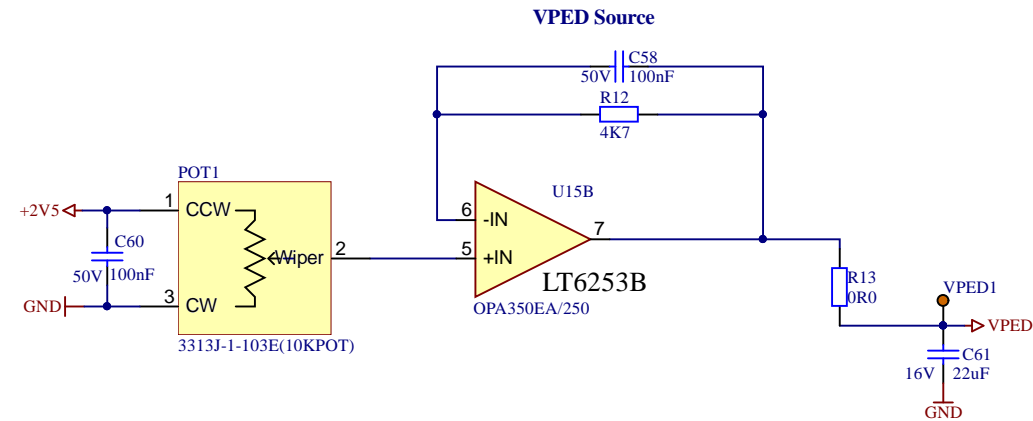 VPED Source
C58
50V 100nF
R12
4K7
POT1
U15B
+2V5
1
CCW
6
-IN
7
C60
50V 100nF
Wiper
2
5
+IN
LT6253B
GND
3
CW
OPA350EA/250
R13
0R0
VPED1
3313J-1-103E(10KPOT)
VPED
C61
16V 22uF
GND